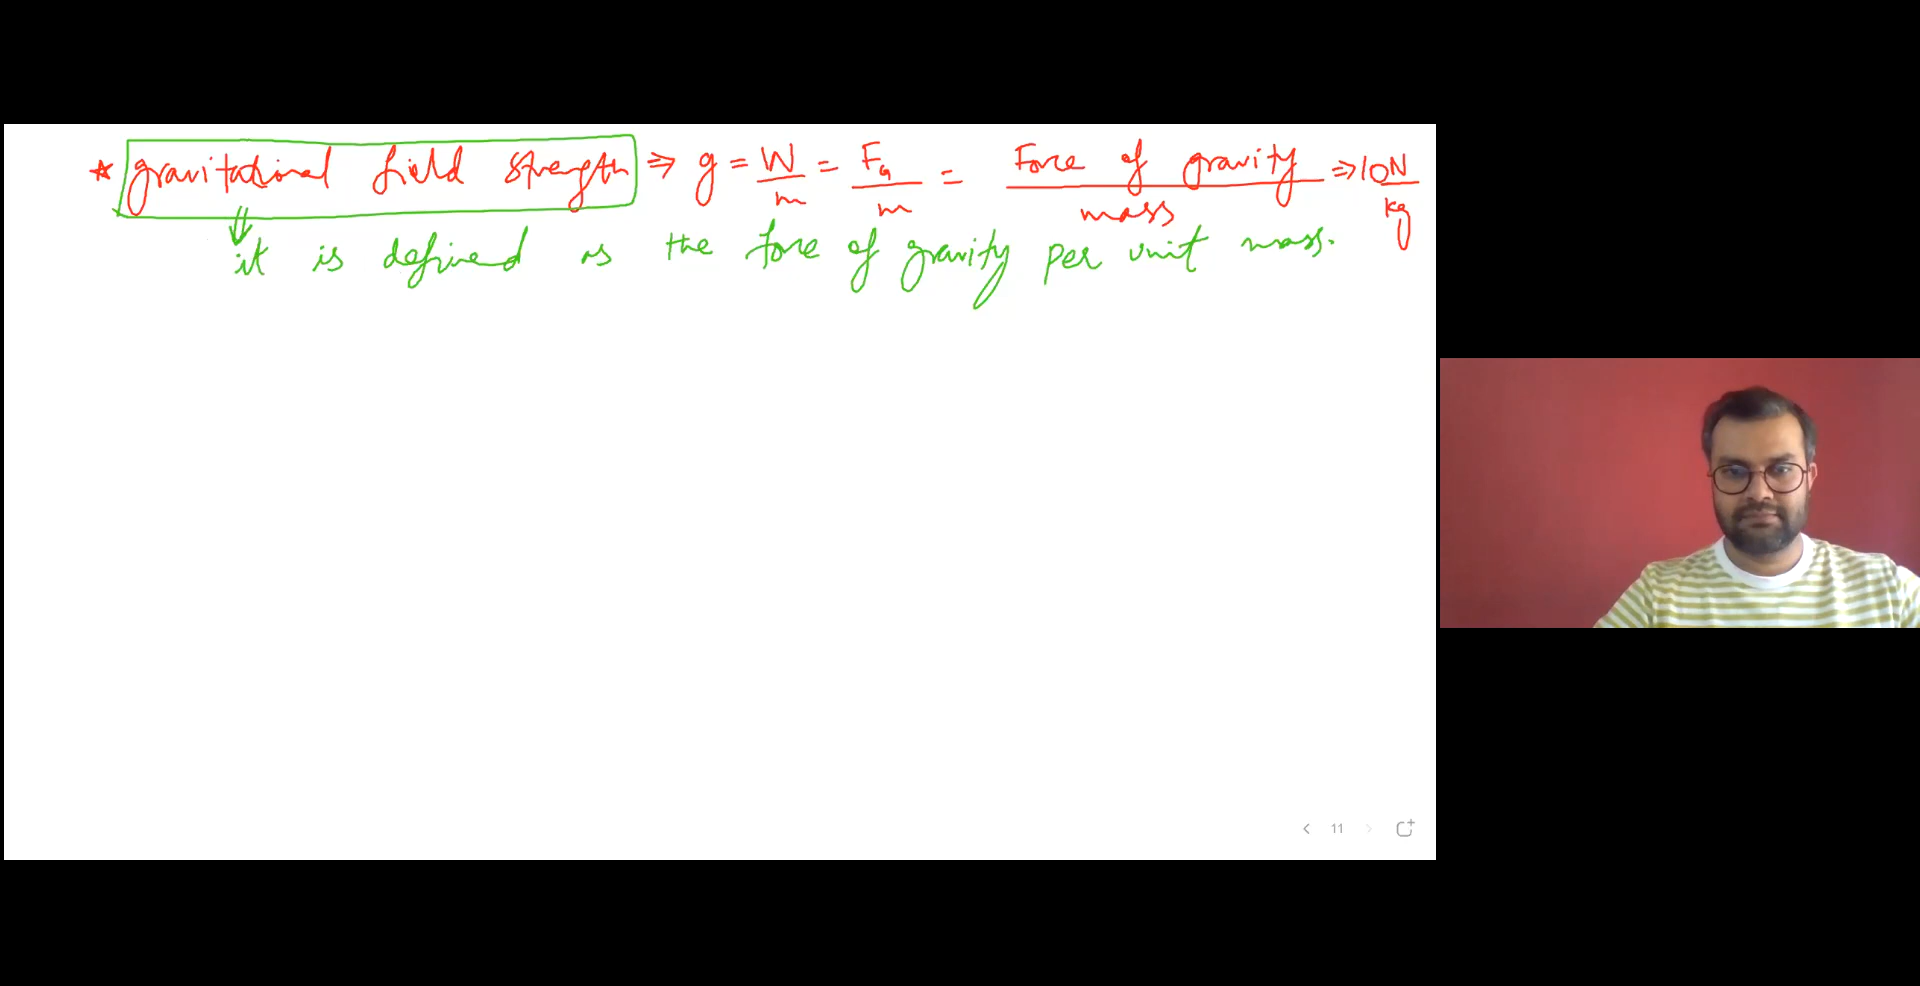 * gravitational field strength ⇒ g = W/m = Fg/m = Force of gravity/mass ⇒ 10N/kg
⇓
it is defined as the force of gravity per unit mass.
< 11 >